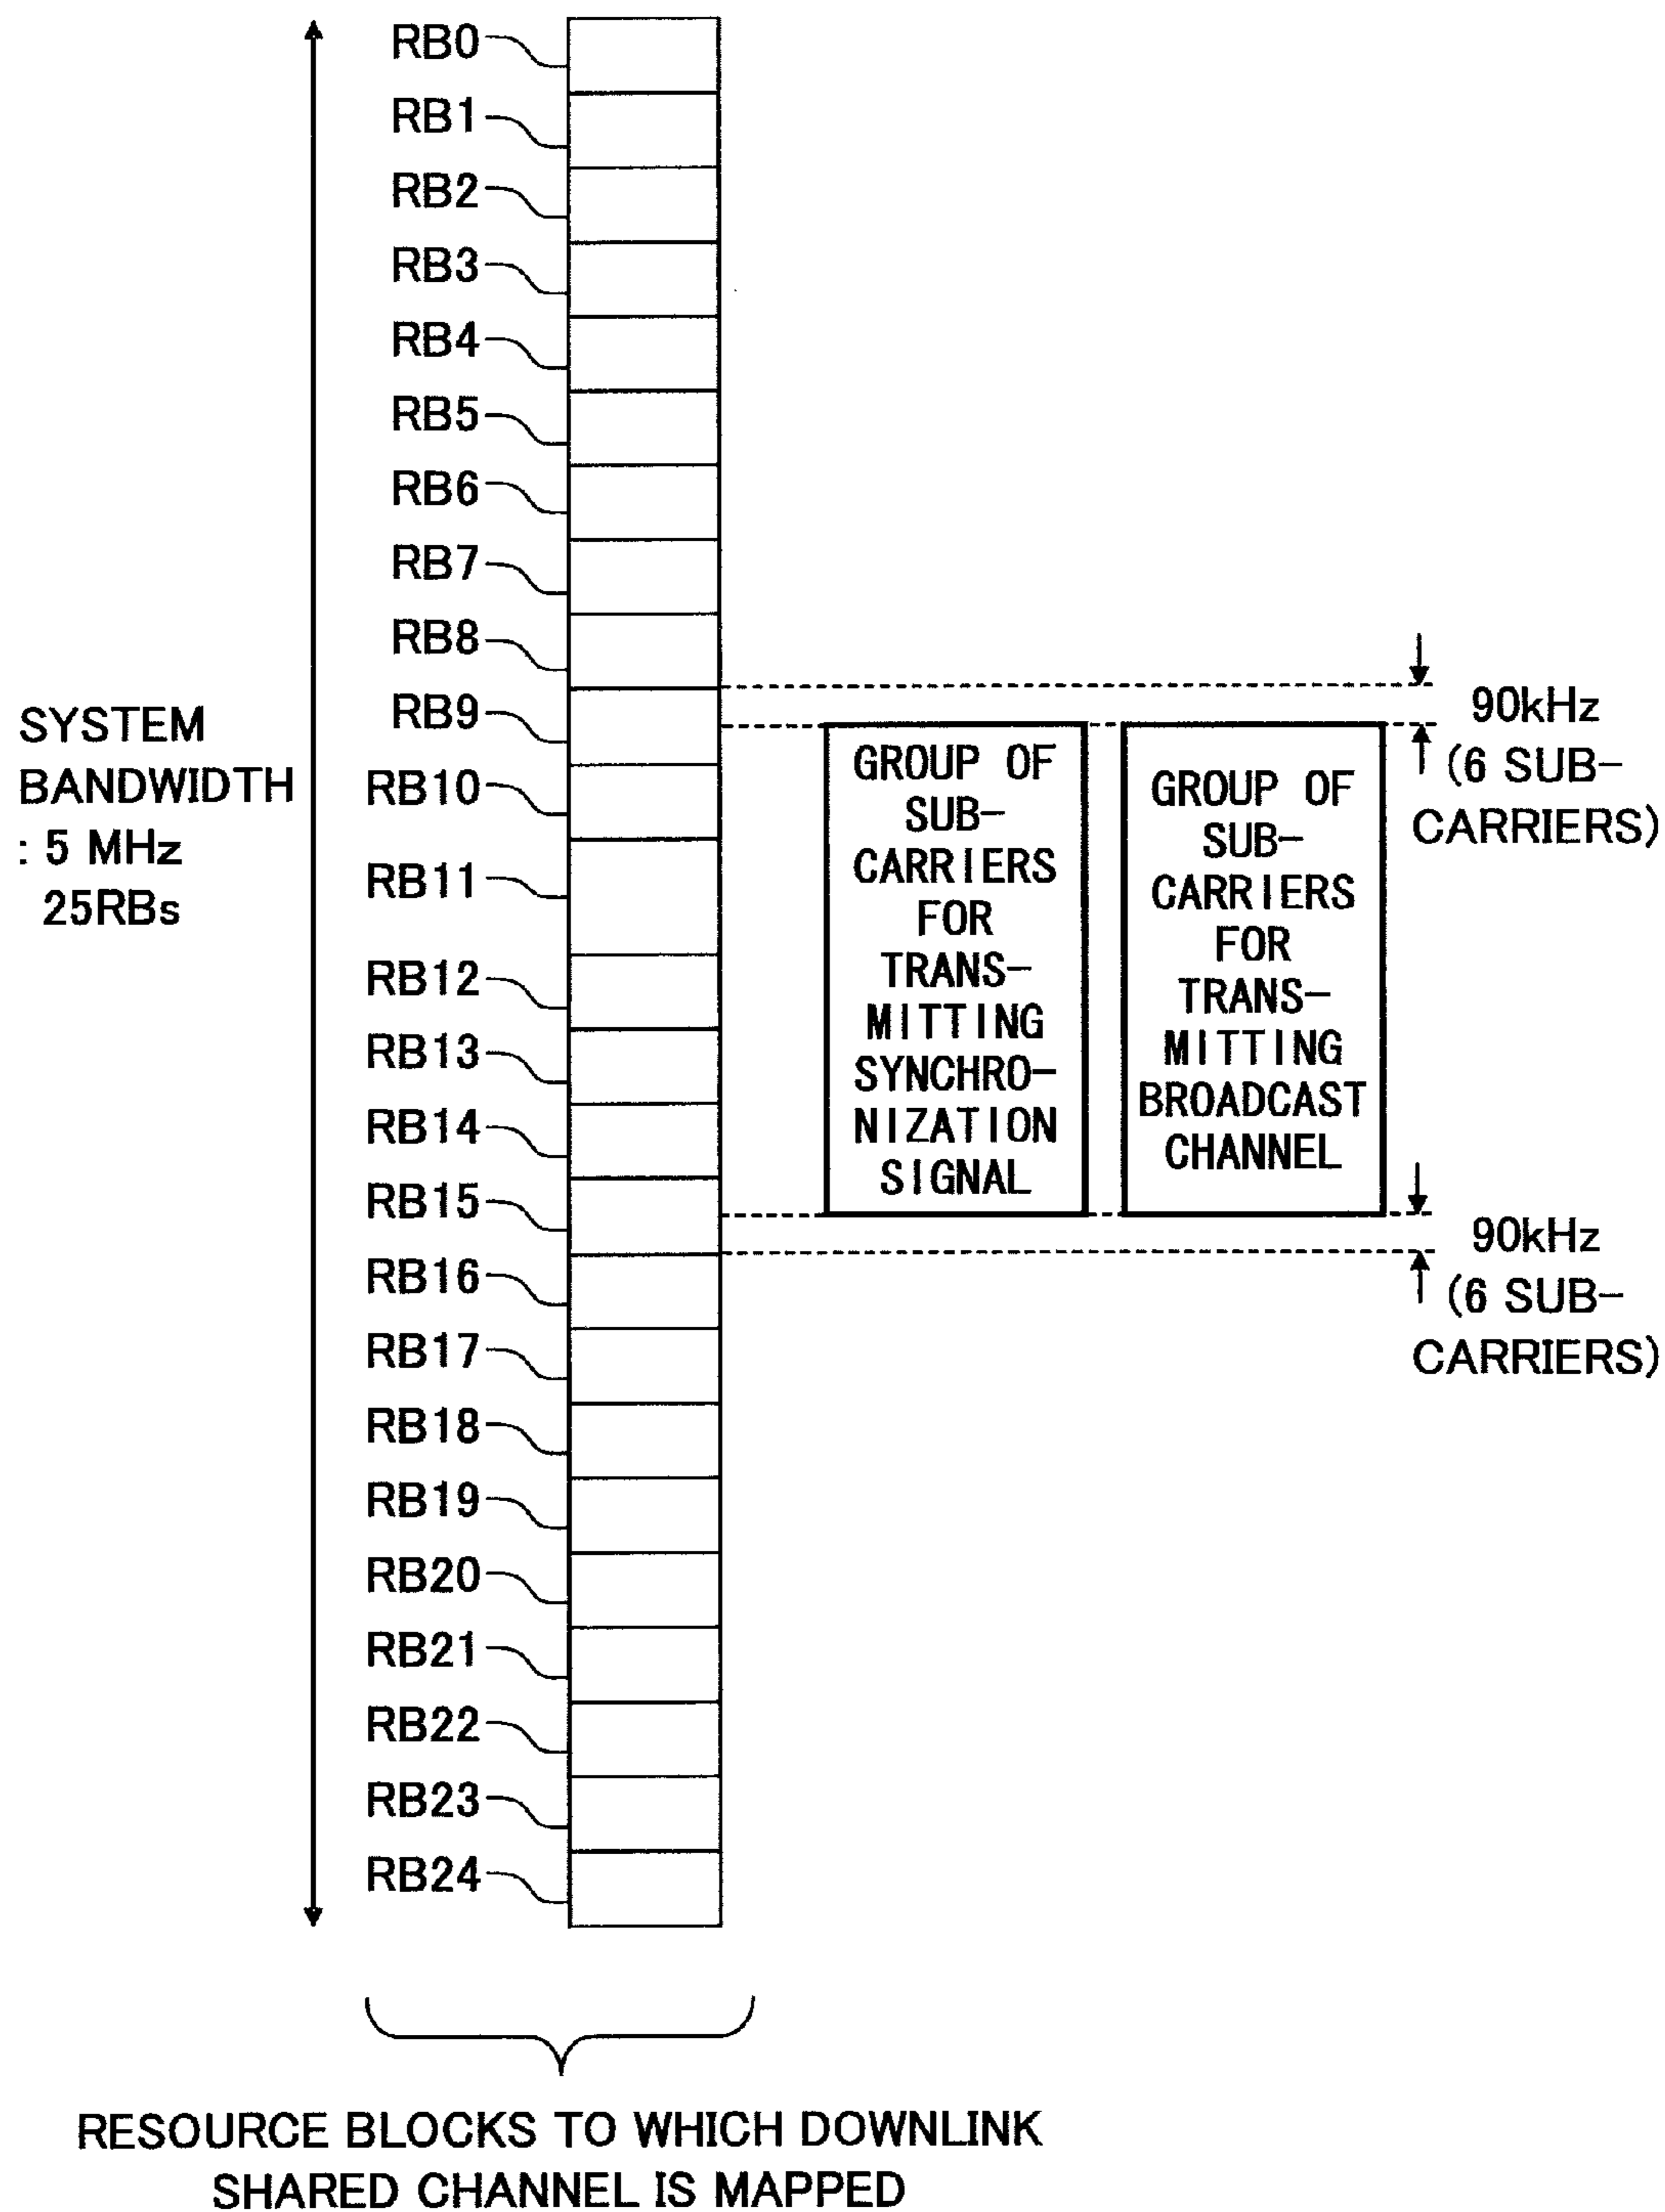 RB0
RB1
RB2
RB3
RB4
RB5
RB6
RB7
RB8
RB9
RB10
RB11
RB12
RB13
RB14
RB15
RB16
RB17
RB18
RB19
RB20
RB21
RB22
RB23
RB24
SYSTEM
BANDWIDTH
: 5 MHz
25RBs
GROUP OF
SUB-
CARRIERS
FOR
TRANS-
MITTING
SYNCHRO-
NIZATION
SIGNAL
GROUP OF
SUB-
CARRIERS
FOR
TRANS-
MITTING
BROADCAST
CHANNEL
90kHz
(6 SUB-
CARRIERS)
90kHz
(6 SUB-
CARRIERS)
RESOURCE BLOCKS TO WHICH DOWNLINK
SHARED CHANNEL IS MAPPED